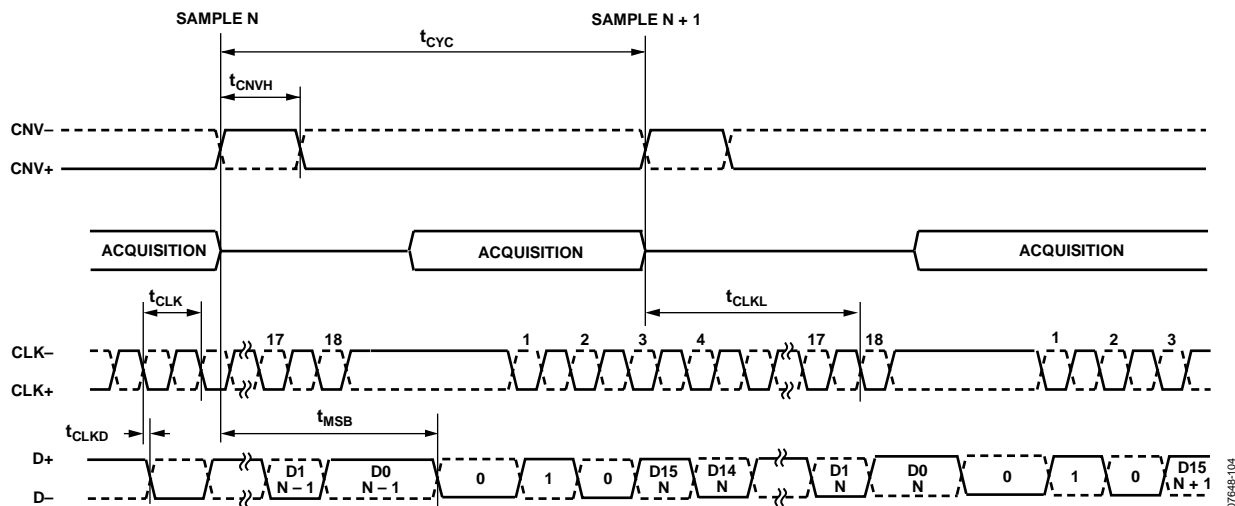 SAMPLE N SAMPLE N + 1
tCYC
tCNVH
CNV–
CNV+
ACQUISITION ACQUISITION ACQUISITION
tCLK tCLKL
17 18 1 2 3 4 17 18 1 2 3
CLK–
CLK+
tCLKD tMSB
D+
D1 D0 0 1 0 D15 D14 D1 D0 0 1 0 D15
N – 1 N – 1 N N N N N + 1
D–
07648-104